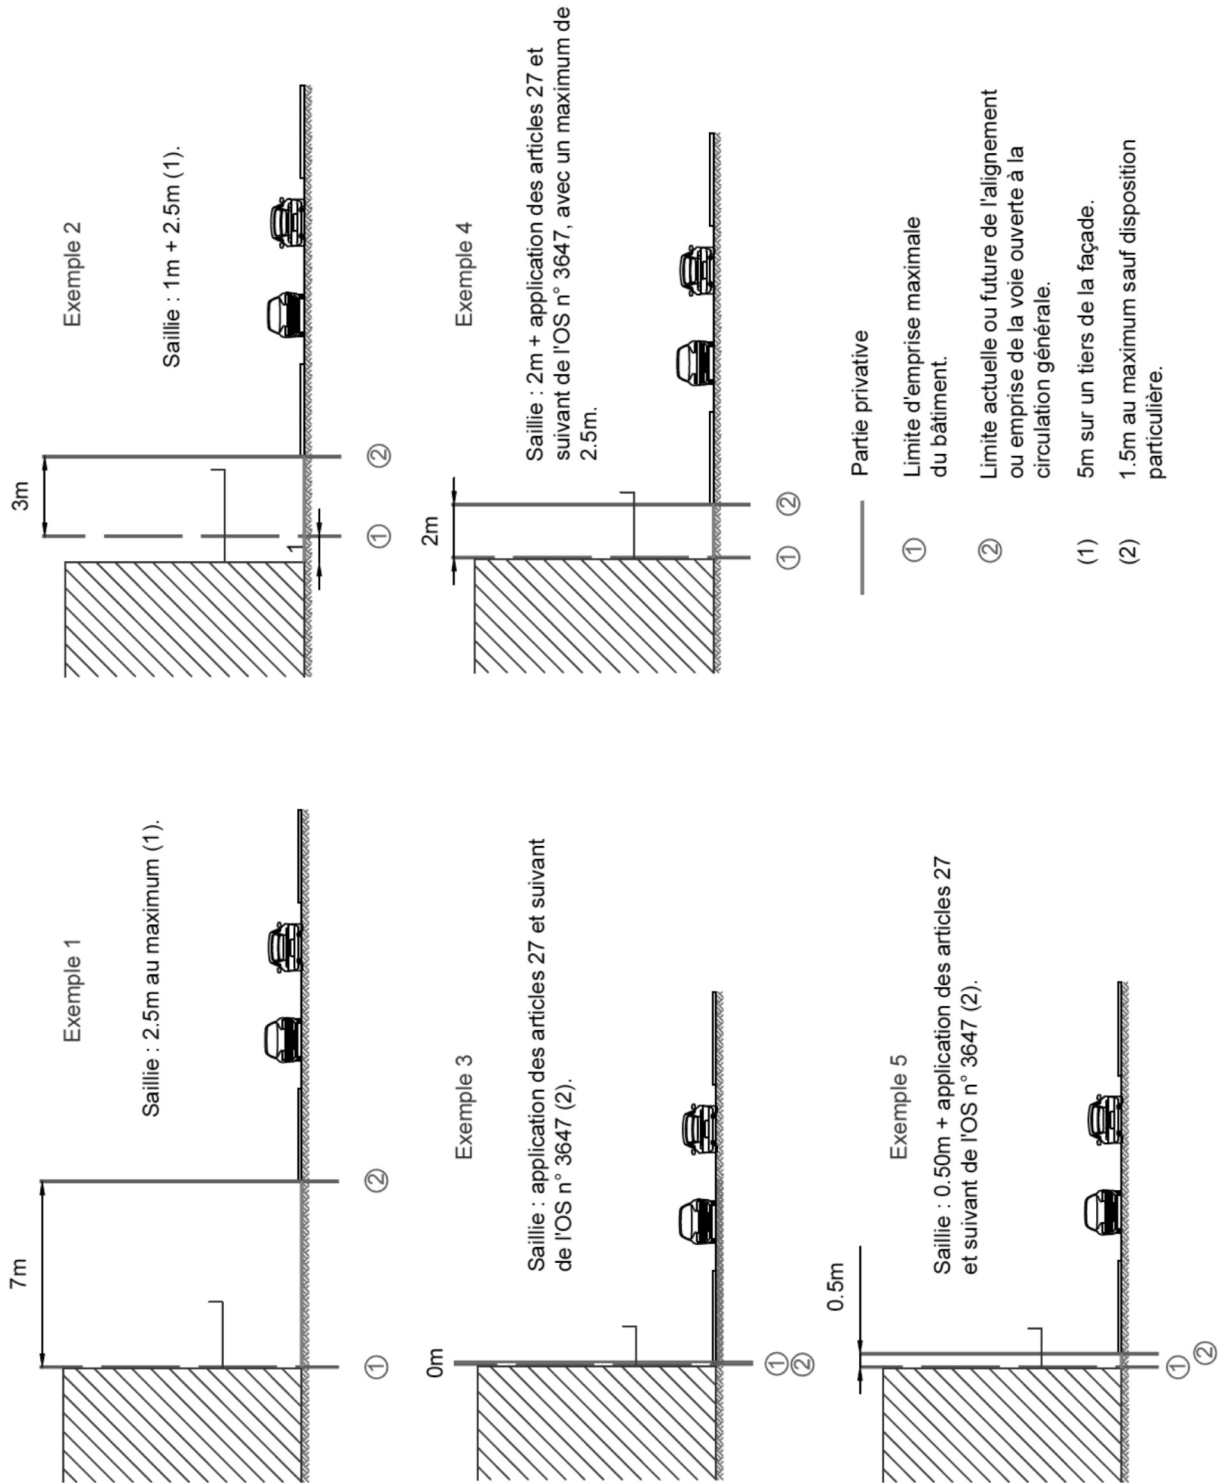 Exemple 1
Saillie : 2.5m au maximum (1).
7m
①
②
Exemple 2
Saillie : 1m + 2.5m (1).
3m
1
①
②
Exemple 3
Saillie : application des articles 27 et suivant
de l'OS n° 3647 (2).
0m
①
②
Exemple 4
Saillie : 2m + application des articles 27 et
suivant de l'OS n° 3647, avec un maximum de
2.5m.
2m
①
②
Exemple 5
Saillie : 0.50m + application des articles 27
et suivant de l'OS n° 3647 (2).
0.5m
①
②
Partie privative
① Limite d'emprise maximale
du bâtiment.
② Limite actuelle ou future de l'alignement
ou emprise de la voie ouverte à la
circulation générale.
(1) 5m sur un tiers de la façade.
(2) 1.5m au maximum sauf disposition
particulière.